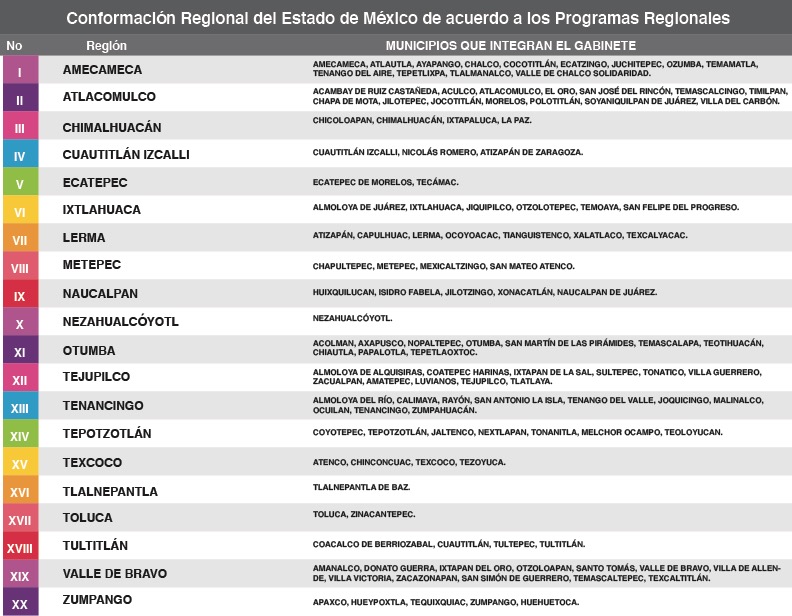 Conformación Regional del Estado de México de acuerdo a los Programas Regionales
No Región MUNICIPIOS QUE INTEGRAN EL GABINETE
I AMECAMECA AMECAMECA, ATLAUTLA, AYAPANGO, CHALCO, COCOTITLÁN, ECATZINGO, JUCHITEPEC, OZUMBA, TEMAMATLA,
TENANGO DEL AIRE, TEPETLIXPA, TLALMANALCO, VALLE DE CHALCO SOLIDARIDAD.
II ATLACOMULCO ACAMBAY DE RUIZ CASTAÑEDA, ACULCO, ATLACOMULCO, EL ORO, SAN JOSÉ DEL RINCÓN, TEMASCALCINGO, TIMILPAN,
CHAPA DE MOTA, JILOTEPEC, JOCOTITLÁN, MORELOS, POLOTITLÁN, SOYANIQUILPAN DE JUÁREZ, VILLA DEL CARBÓN.
III CHIMALHUACÁN CHICOLOAPAN, CHIMALHUACÁN, IXTAPALUCA, LA PAZ.
IV CUAUTITLÁN IZCALLI CUAUTITLÁN IZCALLI, NICOLÁS ROMERO, ATIZAPÁN DE ZARAGOZA.
V ECATEPEC ECATEPEC DE MORELOS, TECÁMAC.
VI IXTLAHUACA ALMOLOYA DE JUÁREZ, IXTLAHUACA, JIQUIPILCO, OTZOLOTEPEC, TEMOAYA, SAN FELIPE DEL PROGRESO.
VII LERMA ATIZAPÁN, CAPULHUAC, LERMA, OCOYOACAC, TIANGUISTENCO, XALATLACO, TEXCALYACAC.
VIII METEPEC CHAPULTEPEC, METEPEC, MEXICALTZINGO, SAN MATEO ATENCO.
IX NAUCALPAN HUIXQUILUCAN, ISIDRO FABELA, JILOTZINGO, XONACATLÁN, NAUCALPAN DE JUÁREZ.
X NEZAHUALCÓYOTL NEZAHUALCÓYOTL.
XI OTUMBA ACOLMAN, AXAPUSCO, NOPALTEPEC, OTUMBA, SAN MARTÍN DE LAS PIRÁMIDES, TEMASCALAPA, TEOTIHUACÁN,
CHIAUTLA, PAPALOTLA, TEPETLAOXTOC.
XII TEJUPILCO ALMOLOYA DE ALQUISIRAS, COATEPEC HARINAS, IXTAPAN DE LA SAL, SULTEPEC, TONATICO, VILLA GUERRERO,
ZACUALPAN, AMATEPEC, LUVIANOS, TEJUPILCO, TLATLAYA.
XIII TENANCINGO ALMOLOYA DEL RÍO, CALIMAYA, RAYÓN, SAN ANTONIO LA ISLA, TENANGO DEL VALLE, JOQUICINGO, MALINALCO,
OCUILAN, TENANCINGO, ZUMPAHUACÁN.
XIV TEPOTZOTLÁN COYOTEPEC, TEPOTZOTLÁN, JALTENCO, NEXTLAPAN, TONANITLA, MELCHOR OCAMPO, TEOLOYUCAN.
XV TEXCOCO ATENCO, CHINCONCUAC, TEXCOCO, TEZOYUCA.
XVI TLALNEPANTLA TLALNEPANTLA DE BAZ.
XVII TOLUCA TOLUCA, ZINACANTEPEC.
XVIII TULTITLÁN COACALCO DE BERRIOZABAL, CUAUTITLÁN, TULTEPEC, TULTITLÁN.
XIX VALLE DE BRAVO AMANALCO, DONATO GUERRA, IXTAPAN DEL ORO, OTZOLOAPAN, SANTO TOMÁS, VALLE DE BRAVO, VILLA DE ALLEN-
DE, VILLA VICTORIA, ZACAZONAPAN, SAN SIMÓN DE GUERRERO, TEMASCALTEPEC, TEXCALTITLÁN.
XX ZUMPANGO APAXCO, HUEYPOXTLA, TEQUIXQUIAC, ZUMPANGO, HUEHUETOCA.